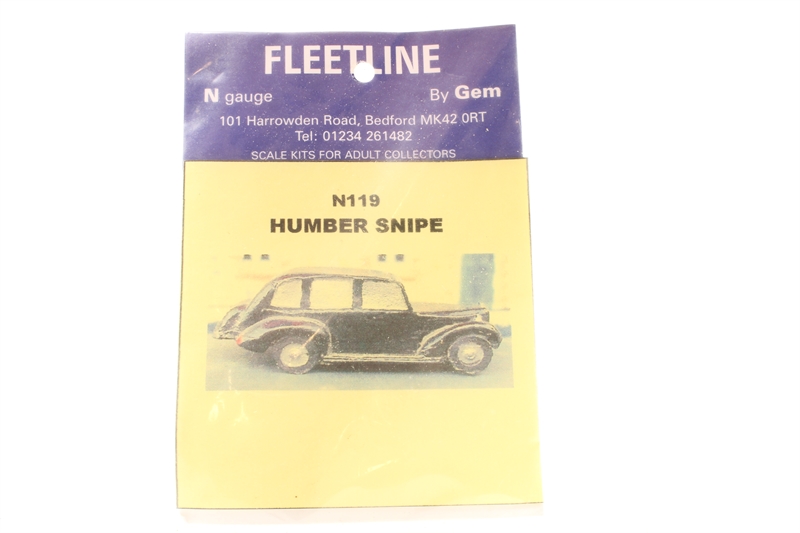 FLEETLINE
N gauge By Gem
101 Harrowden Road, Bedford MK42 0RT
Tel: 01234 261482
SCALE KITS FOR ADULT COLLECTORS
N119
HUMBER SNIPE